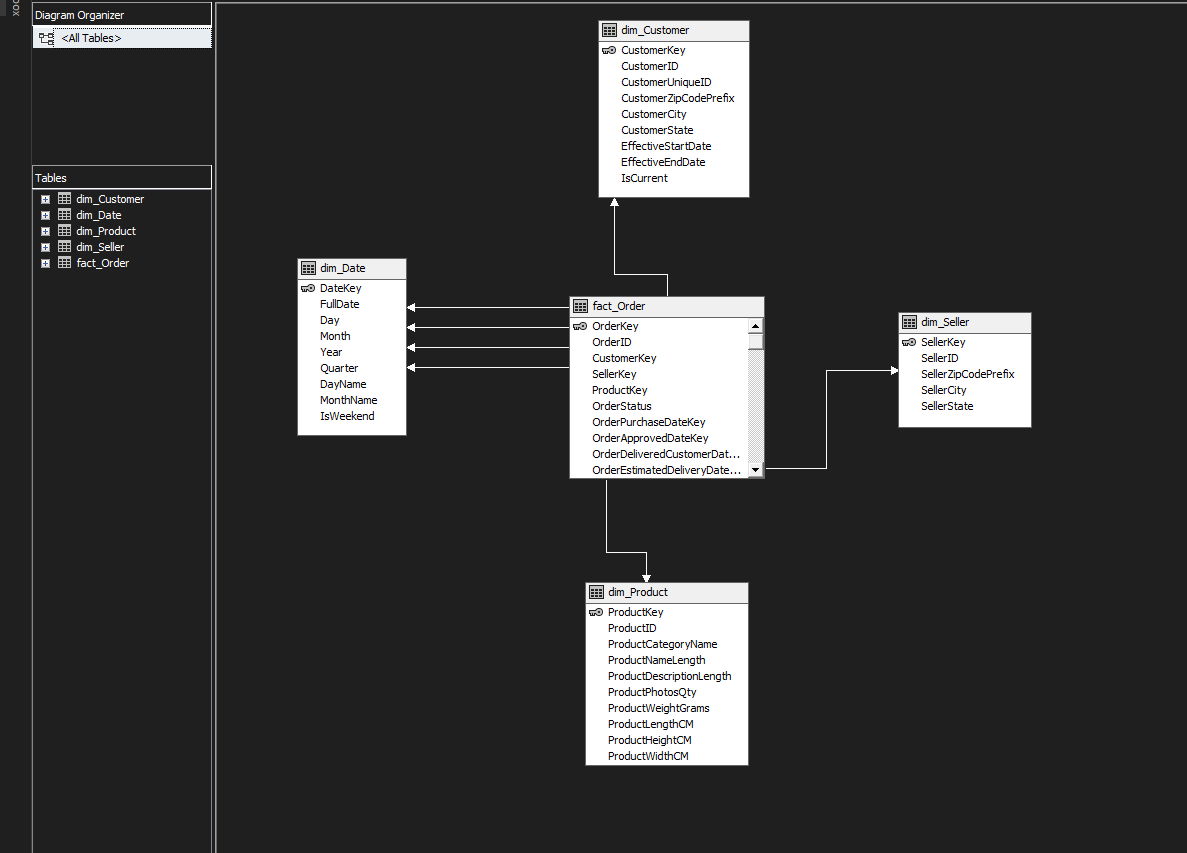 Diagram Organizer
<All Tables>
Tables
dim_Customer
dim_Date
dim_Product
dim_Seller
fact_Order
dim_Customer
CustomerKey
CustomerID
CustomerUniqueID
CustomerZipCodePrefix
CustomerCity
CustomerState
EffectiveStartDate
EffectiveEndDate
IsCurrent
dim_Date
DateKey
FullDate
Day
Month
Year
Quarter
DayName
MonthName
IsWeekend
fact_Order
OrderKey
OrderID
CustomerKey
SellerKey
ProductKey
OrderStatus
OrderPurchaseDateKey
OrderApprovedDateKey
OrderDeliveredCustomerDat...
OrderEstimatedDeliveryDate...
dim_Seller
SellerKey
SellerID
SellerZipCodePrefix
SellerCity
SellerState
dim_Product
ProductKey
ProductID
ProductCategoryName
ProductNameLength
ProductDescriptionLength
ProductPhotosQty
ProductWeightGrams
ProductLengthCM
ProductHeightCM
ProductWidthCM